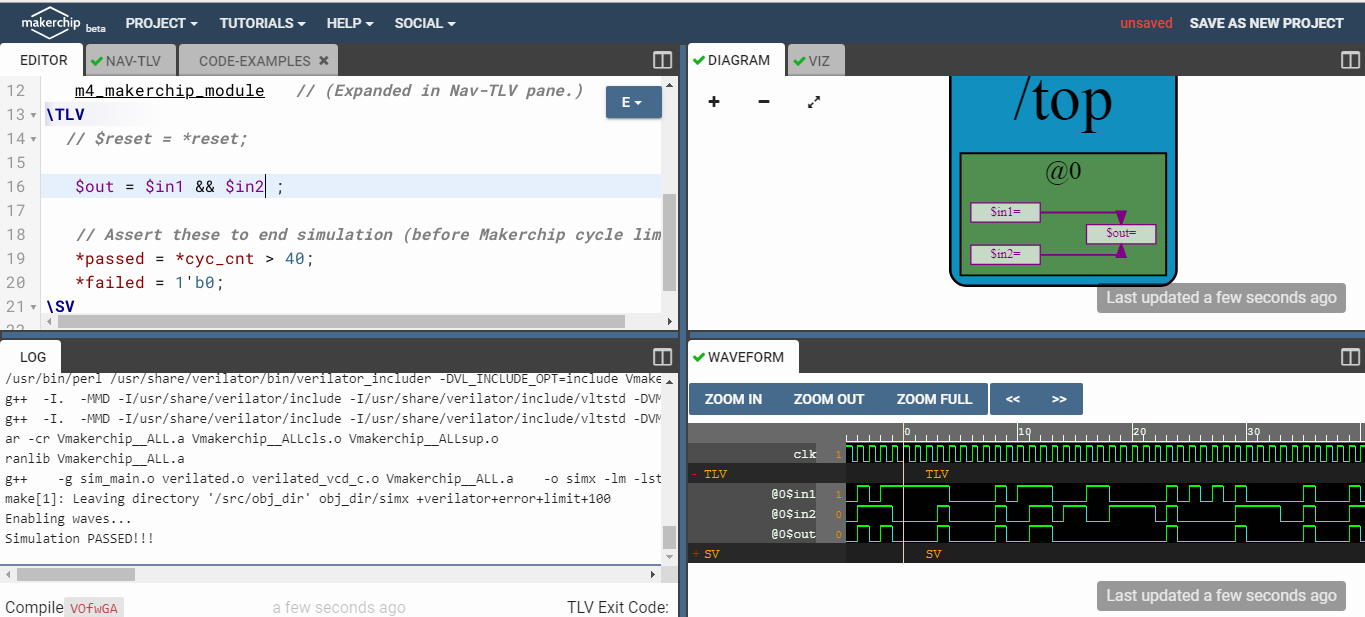 makerchip beta PROJECT TUTORIALS HELP SOCIAL unsaved SAVE AS NEW PROJECT
EDITOR NAV-TLV CODE-EXAMPLES
12 m4_makerchip_module // (Expanded in Nav-TLV pane.)
E
13 \TLV
14 // $reset = *reset;
15
16 $out = $in1 && $in2 ;
17
18 // Assert these to end simulation (before Makerchip cycle lim
19 *passed = *cyc_cnt > 40;
20 *failed = 1'b0;
21 \SV
22
DIAGRAM VIZ
+ −
/top
@0
$in1=
$out=
$in2=
Last updated a few seconds ago
LOG
/usr/bin/perl /usr/share/verilator/bin/verilator_includer -DVL_INCLUDE_OPT=include Vmake
g++ -I. -MMD -I/usr/share/verilator/include -I/usr/share/verilator/include/vltstd -DVM
g++ -I. -MMD -I/usr/share/verilator/include -I/usr/share/verilator/include/vltstd -DVM
ar -cr Vmakerchip__ALL.a Vmakerchip__ALLcls.o Vmakerchip__ALLsup.o
ranlib Vmakerchip__ALL.a
g++ -g sim_main.o verilated.o verilated_vcd_c.o Vmakerchip__ALL.a -o simx -lm -lst
make[1]: Leaving directory '/src/obj_dir' obj_dir/simx +verilator+error+limit+100
Enabling waves...
Simulation PASSED!!!
Compile VOfwGA a few seconds ago TLV Exit Code:
WAVEFORM
ZOOM IN ZOOM OUT ZOOM FULL << >>
0 10 20 30
clk 1
- TLV TLV
@0$in1 1
@0$in2 0
@0$out 0
+ SV SV
Last updated a few seconds ago